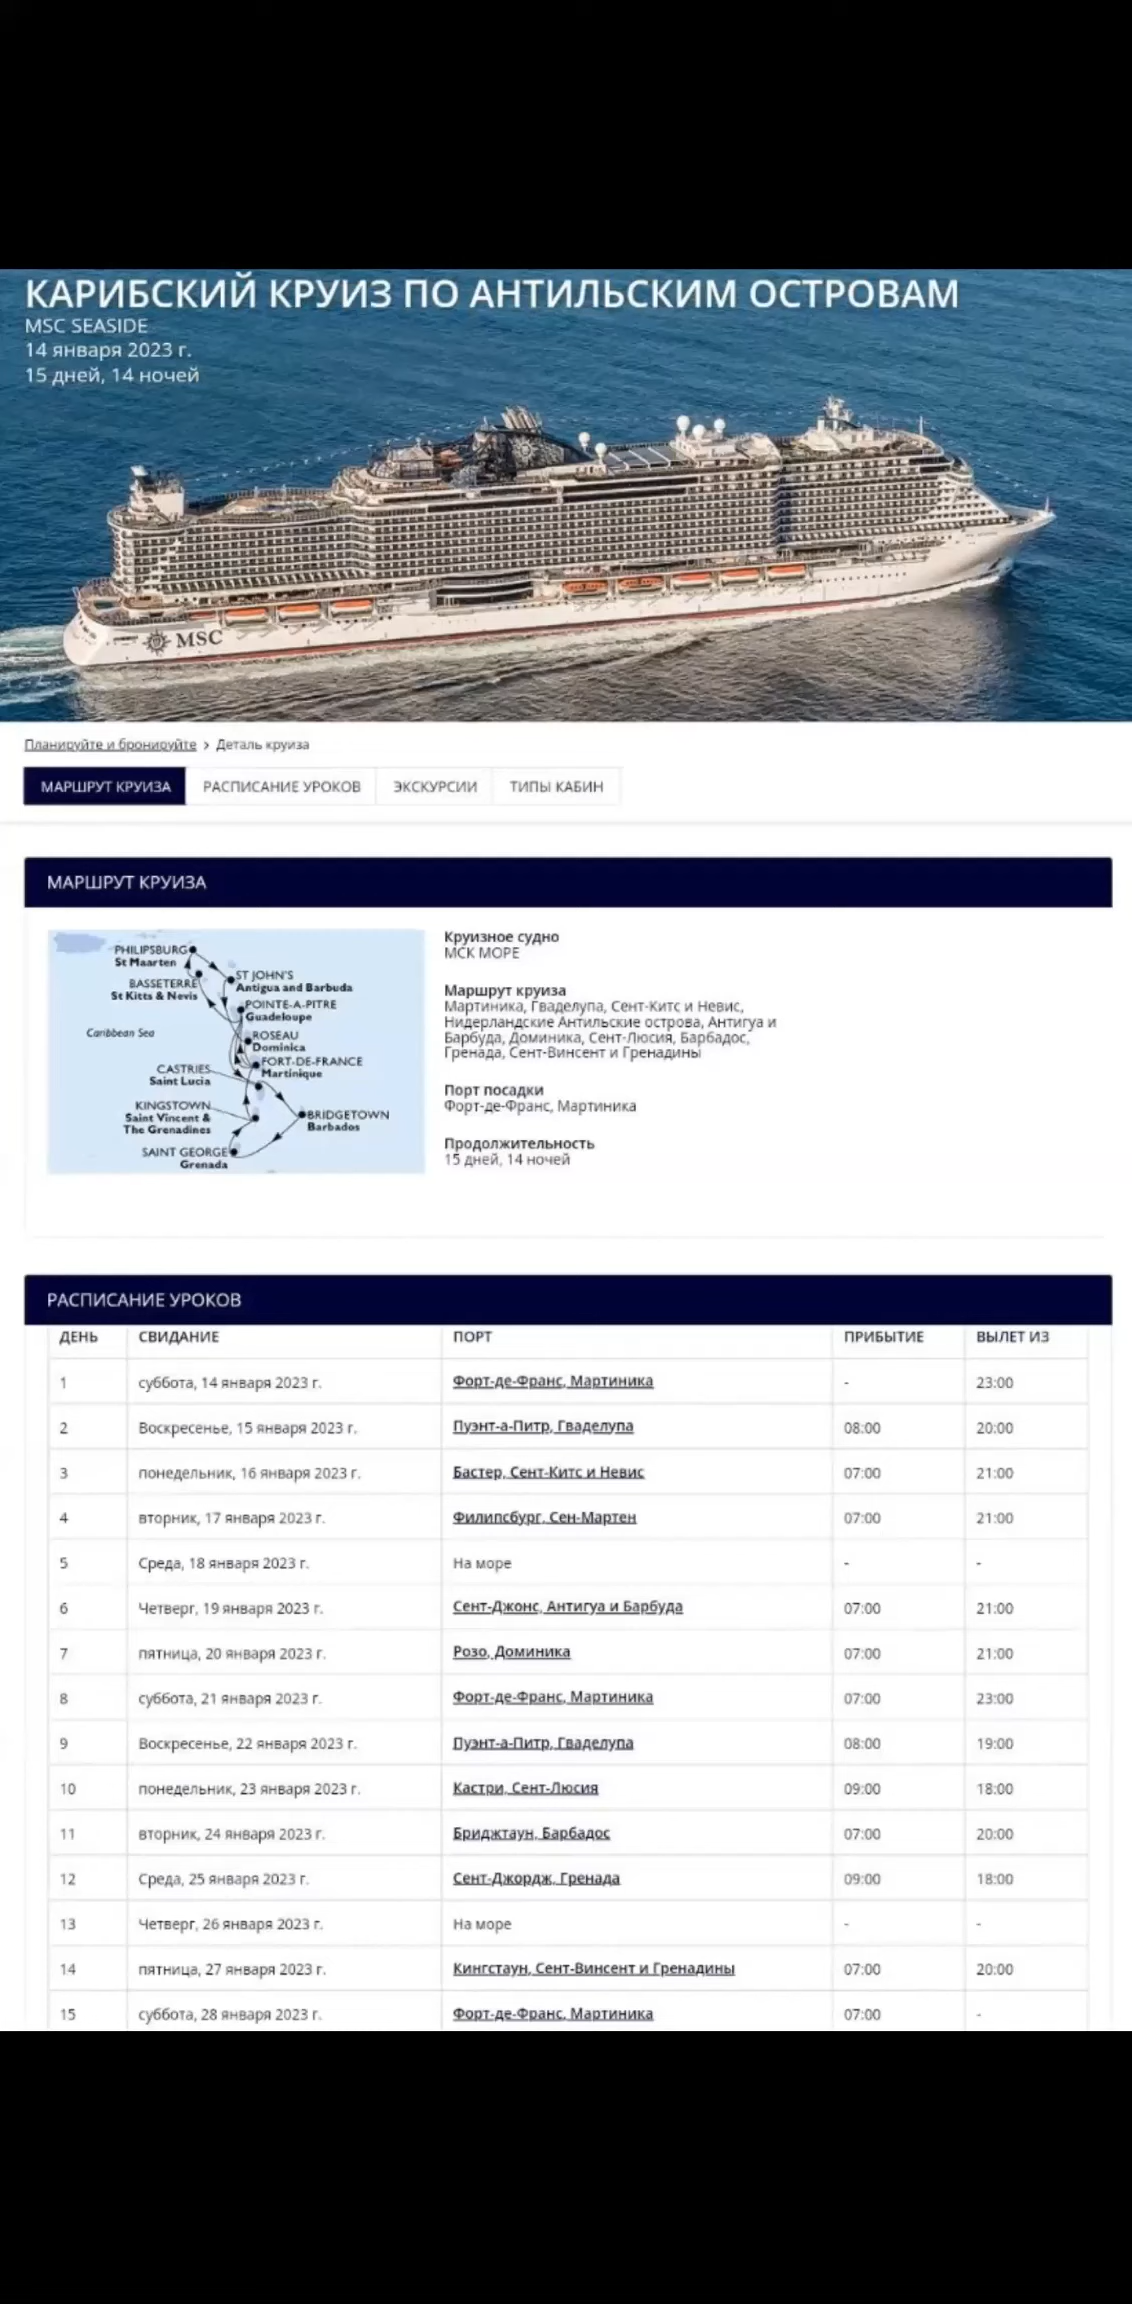 КАРИБСКИЙ КРУИЗ ПО АНТИЛЬСКИМ ОСТРОВАМ
MSC SEASIDE
14 января 2023 г.
15 дней, 14 ночей
MSC
Планируйте и бронируйте > Деталь круиза
МАРШРУТ КРУИЗА РАСПИСАНИЕ УРОКОВ ЭКСКУРСИИ ТИПЫ КАБИН
МАРШРУТ КРУИЗА
PHILIPSBURG
St Maarten
ST JOHN'S
Antigua and Barbuda
BASSETERRE
St Kitts & Nevis
POINTE-A-PITRE
Guadeloupe
Caribbean Sea
ROSEAU
Dominica
FORT-DE-FRANCE
Martinique
CASTRIES
Saint Lucia
KINGSTOWN
Saint Vincent &
The Grenadines
BRIDGETOWN
Barbados
SAINT GEORGE
Grenada
Круизное судно
МСК МОРЕ
Маршрут круиза
Мартиника, Гваделупа, Сент-Китс и Невис,
Нидерландские Антильские острова, Антигуа и
Барбуда, Доминика, Сент-Люсия, Барбадос,
Гренада, Сент-Винсент и Гренадины
Порт посадки
Форт-де-Франс, Мартиника
Продолжительность
15 дней, 14 ночей
РАСПИСАНИЕ УРОКОВ
ДЕНЬ СВИДАНИЕ ПОРТ ПРИБЫТИЕ ВЫЛЕТ ИЗ
1 суббота, 14 января 2023 г. Форт-де-Франс, Мартиника - 23:00
2 Воскресенье, 15 января 2023 г. Пуэнт-а-Питр, Гваделупа 08:00 20:00
3 понедельник, 16 января 2023 г. Бастер, Сент-Китс и Невис 07:00 21:00
4 вторник, 17 января 2023 г. Филипсбург, Сен-Мартен 07:00 21:00
5 Среда, 18 января 2023 г. На море - -
6 Четверг, 19 января 2023 г. Сент-Джонс, Антигуа и Барбуда 07:00 21:00
7 пятница, 20 января 2023 г. Розо, Доминика 07:00 21:00
8 суббота, 21 января 2023 г. Форт-де-Франс, Мартиника 07:00 23:00
9 Воскресенье, 22 января 2023 г. Пуэнт-а-Питр, Гваделупа 08:00 19:00
10 понедельник, 23 января 2023 г. Кастри, Сент-Люсия 09:00 18:00
11 вторник, 24 января 2023 г. Бриджтаун, Барбадос 07:00 20:00
12 Среда, 25 января 2023 г. Сент-Джордж, Гренада 09:00 18:00
13 Четверг, 26 января 2023 г. На море - -
14 пятница, 27 января 2023 г. Кингстаун, Сент-Винсент и Гренадины 07:00 20:00
15 суббота, 28 января 2023 г. Форт-де-Франс, Мартиника 07:00 -